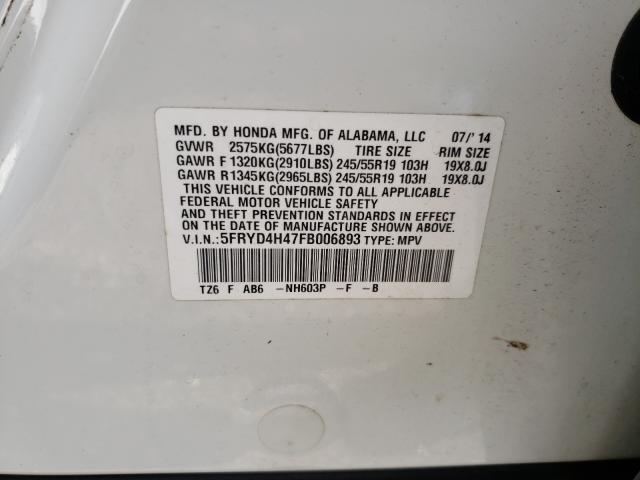 MFD. BY HONDA MFG. OF ALABAMA, LLC 07/'14
GVWR 2575KG(5677LBS) TIRE SIZE RIM SIZE
GAWR F 1320KG(2910LBS) 245/55R19 103H 19X8.0J
GAWR R1345KG(2965LBS) 245/55R19 103H 19X8.0J
THIS VEHICLE CONFORMS TO ALL APPLICABLE
FEDERAL MOTOR VEHICLE SAFETY
AND THEFT PREVENTION STANDARDS IN EFFECT
ON THE DATE OF MANUFACTURE SHOWN ABOVE.
V.I.N.: 5FRYD4H47FB006893 TYPE: MPV
TZ6 F AB6 -NH603P -F -B